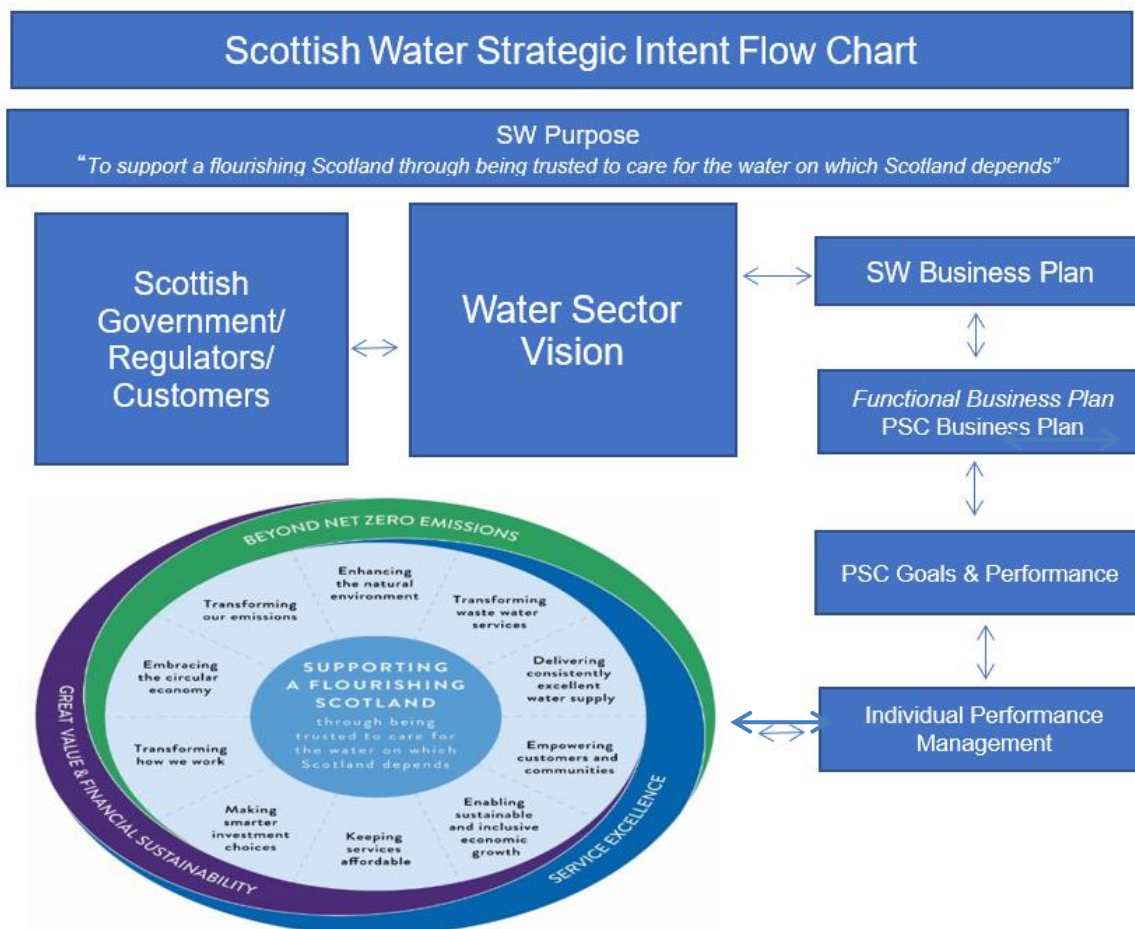 Scottish Water Strategic Intent Flow Chart
SW Purpose
“To support a flourishing Scotland through being trusted to care for the water on which Scotland depends”
Scottish
Government/
Regulators/
Customers
Water Sector
Vision
SW Business Plan
Functional Business Plan
PSC Business Plan
PSC Goals & Performance
Individual Performance
Management
BEYOND NET ZERO EMISSIONS
SERVICE EXCELLENCE
GREAT VALUE & FINANCIAL SUSTAINABILITY
Enhancing
the natural
environment
Transforming
waste water
services
Delivering
consistently
excellent
water supply
Empowering
customers and
communities
Enabling
sustainable
and inclusive
economic
growth
Keeping
services
affordable
Making
smarter
investment
choices
Transforming
how we work
Embracing
the circular
economy
Transforming
our emissions
SUPPORTING
A FLOURISHING
SCOTLAND
through being
trusted to care for
the water on which
Scotland depends